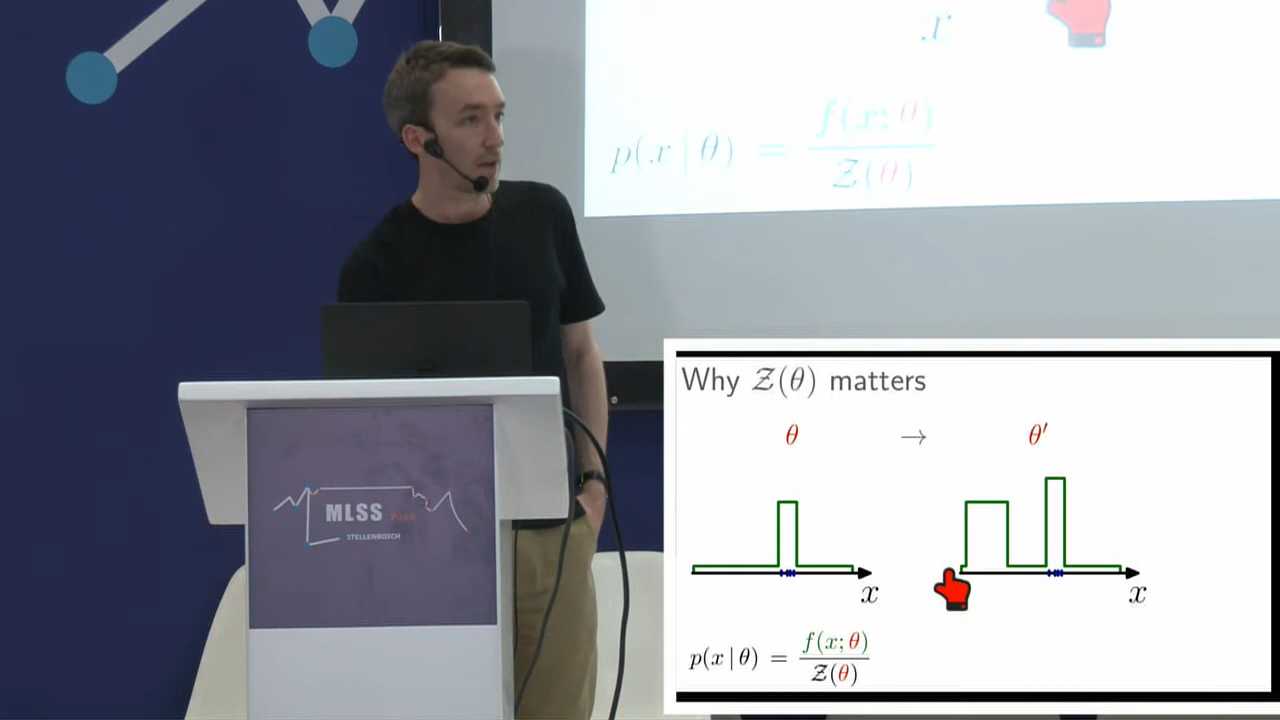 x
p(x | θ) = f(x; θ) / Z(θ)
MLSS
STELLENBOSCH
Why Z(θ) matters
θ → θ′
x x
p(x | θ) = f(x; θ) / Z(θ)